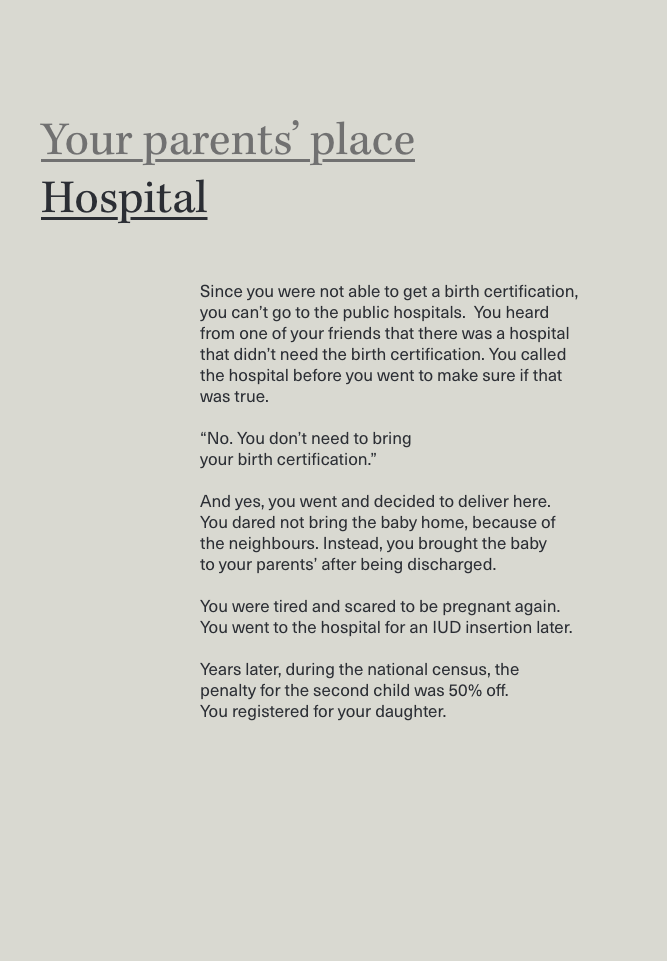 Your parents’ place
Hospital
Since you were not able to get a birth certification,
you can’t go to the public hospitals.  You heard
from one of your friends that there was a hospital
that didn’t need the birth certification. You called
the hospital before you went to make sure if that
was true.
“No. You don’t need to bring
your birth certification.”
And yes, you went and decided to deliver here.
You dared not bring the baby home, because of
the neighbours. Instead, you brought the baby
to your parents’ after being discharged.
You were tired and scared to be pregnant again.
You went to the hospital for an IUD insertion later.
Years later, during the national census, the
penalty for the second child was 50% off.
You registered for your daughter.